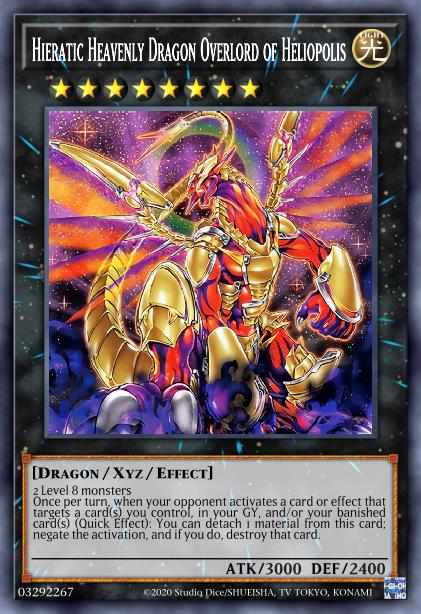 Hieratic Heavenly Dragon Overlord of Heliopolis
LIGHT
光
[Dragon / Xyz / Effect]
2 Level 8 monsters
Once per turn, when your opponent activates a card or effect that
targets a card(s) you control, in your GY, and/or your banished
card(s) (Quick Effect): You can detach 1 material from this card;
negate the activation, and if you do, destroy that card.
ATK/3000 DEF/2400
03292267
©2020 Studio Dice/SHUEISHA, TV TOKYO, KONAMI